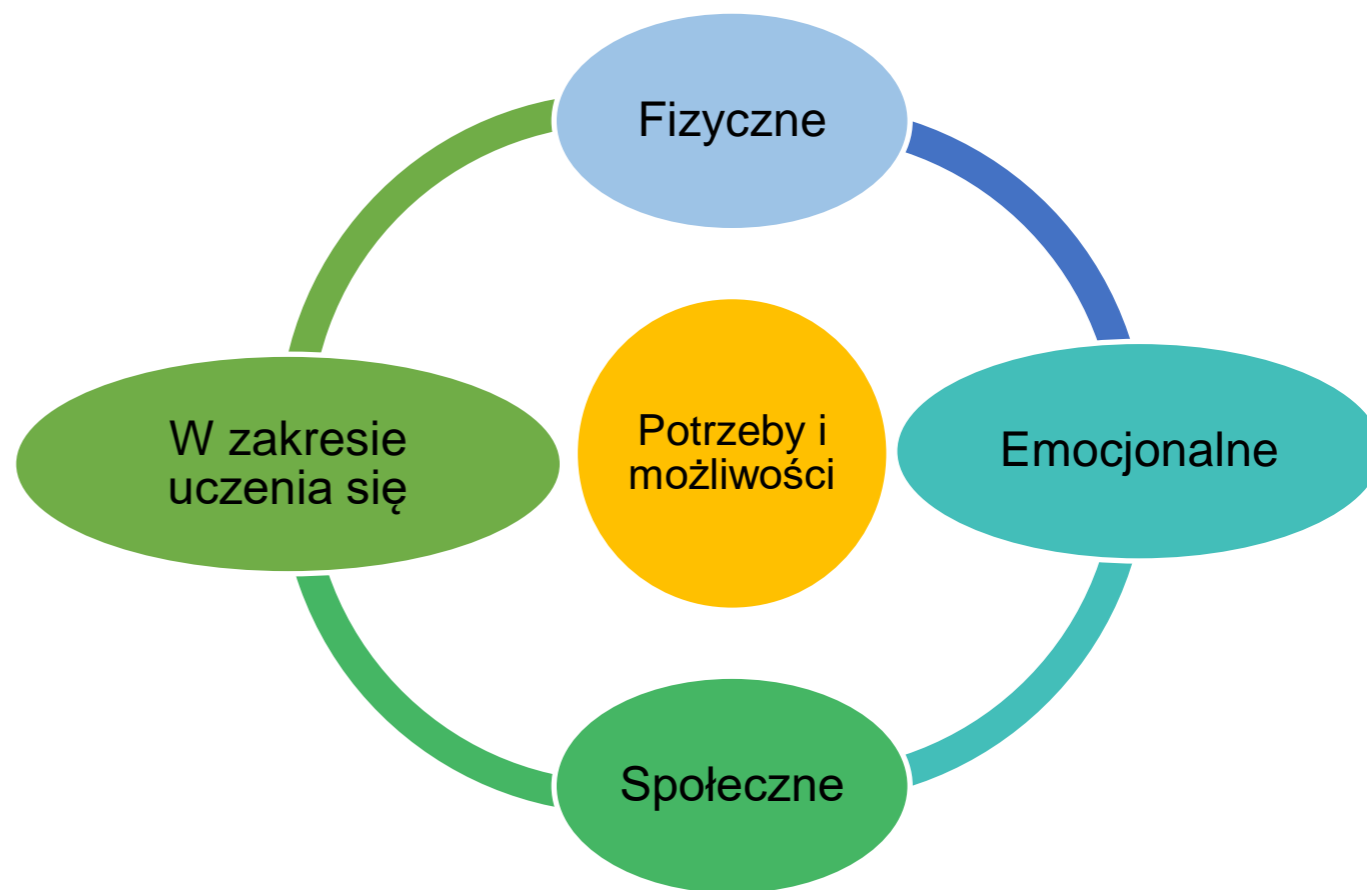 Fizyczne
W zakresie
uczenia się
Potrzeby i
możliwości
Emocjonalne
Społeczne